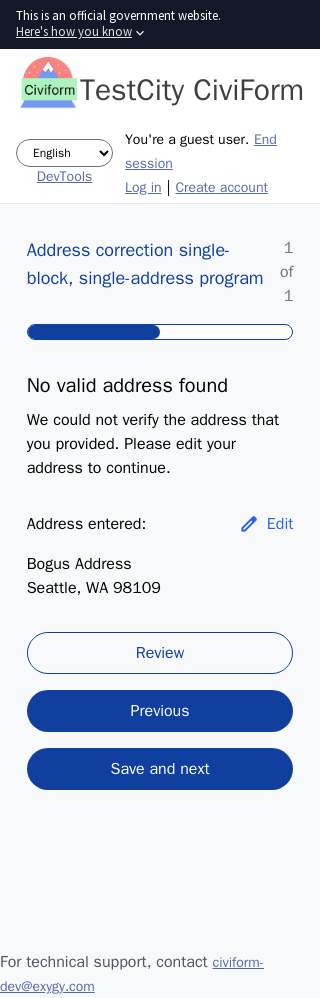 This is an official government website.
Here's how you know
Civiform
TestCity CiviForm
English
DevTools
You're a guest user. End
session
Log in | Create account
Address correction single-
block, single-address program
1
of
1
No valid address found
We could not verify the address that
you provided. Please edit your
address to continue.
Address entered:
Edit
Bogus Address
Seattle, WA 98109
Review
Previous
Save and next
For technical support, contact civiform-
dev@exygy.com